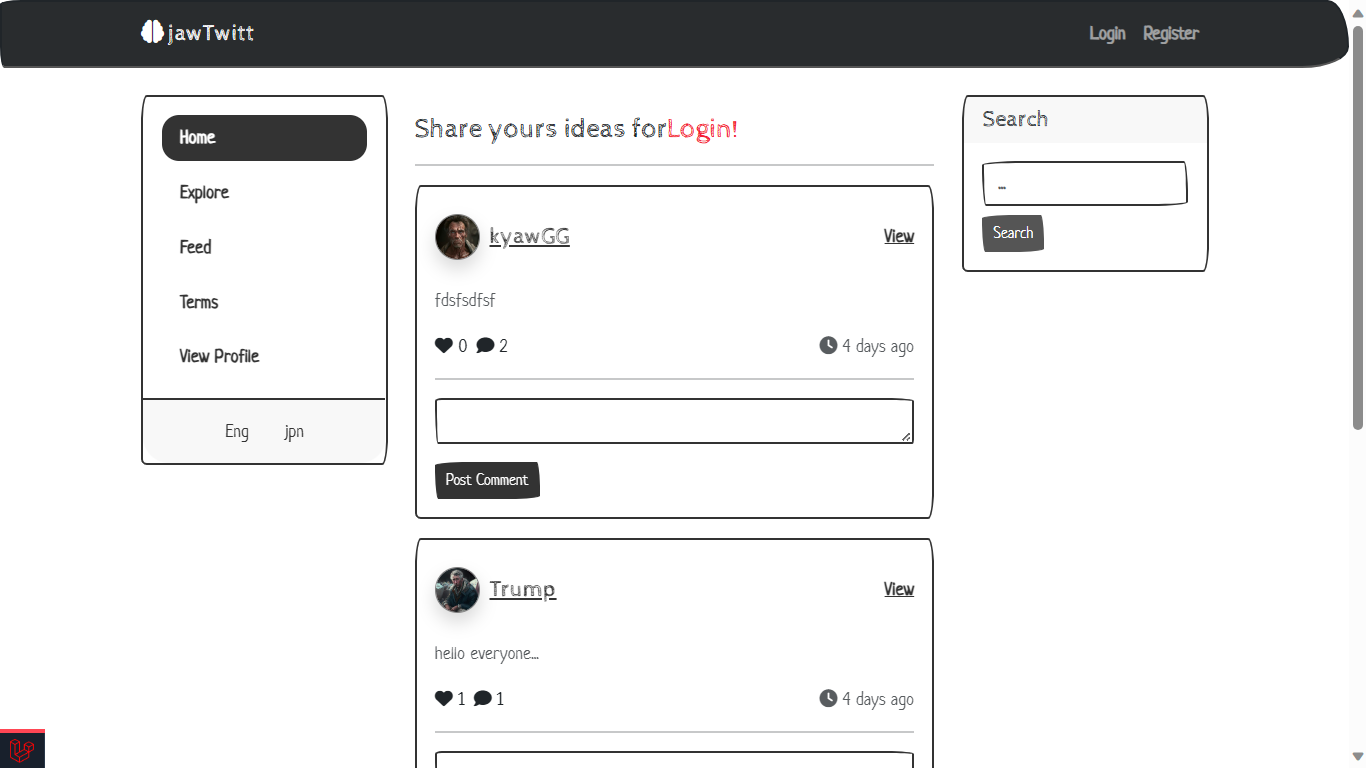 jawTwitt
Login Register
Home
Explore
Feed
Terms
View Profile
Eng jpn
Share yours ideas forLogin!
kyawGG View
fdsfsdfsf
0 2 4 days ago
Post Comment
Trump View
hello everyone...
1 1 4 days ago
Search
...
Search